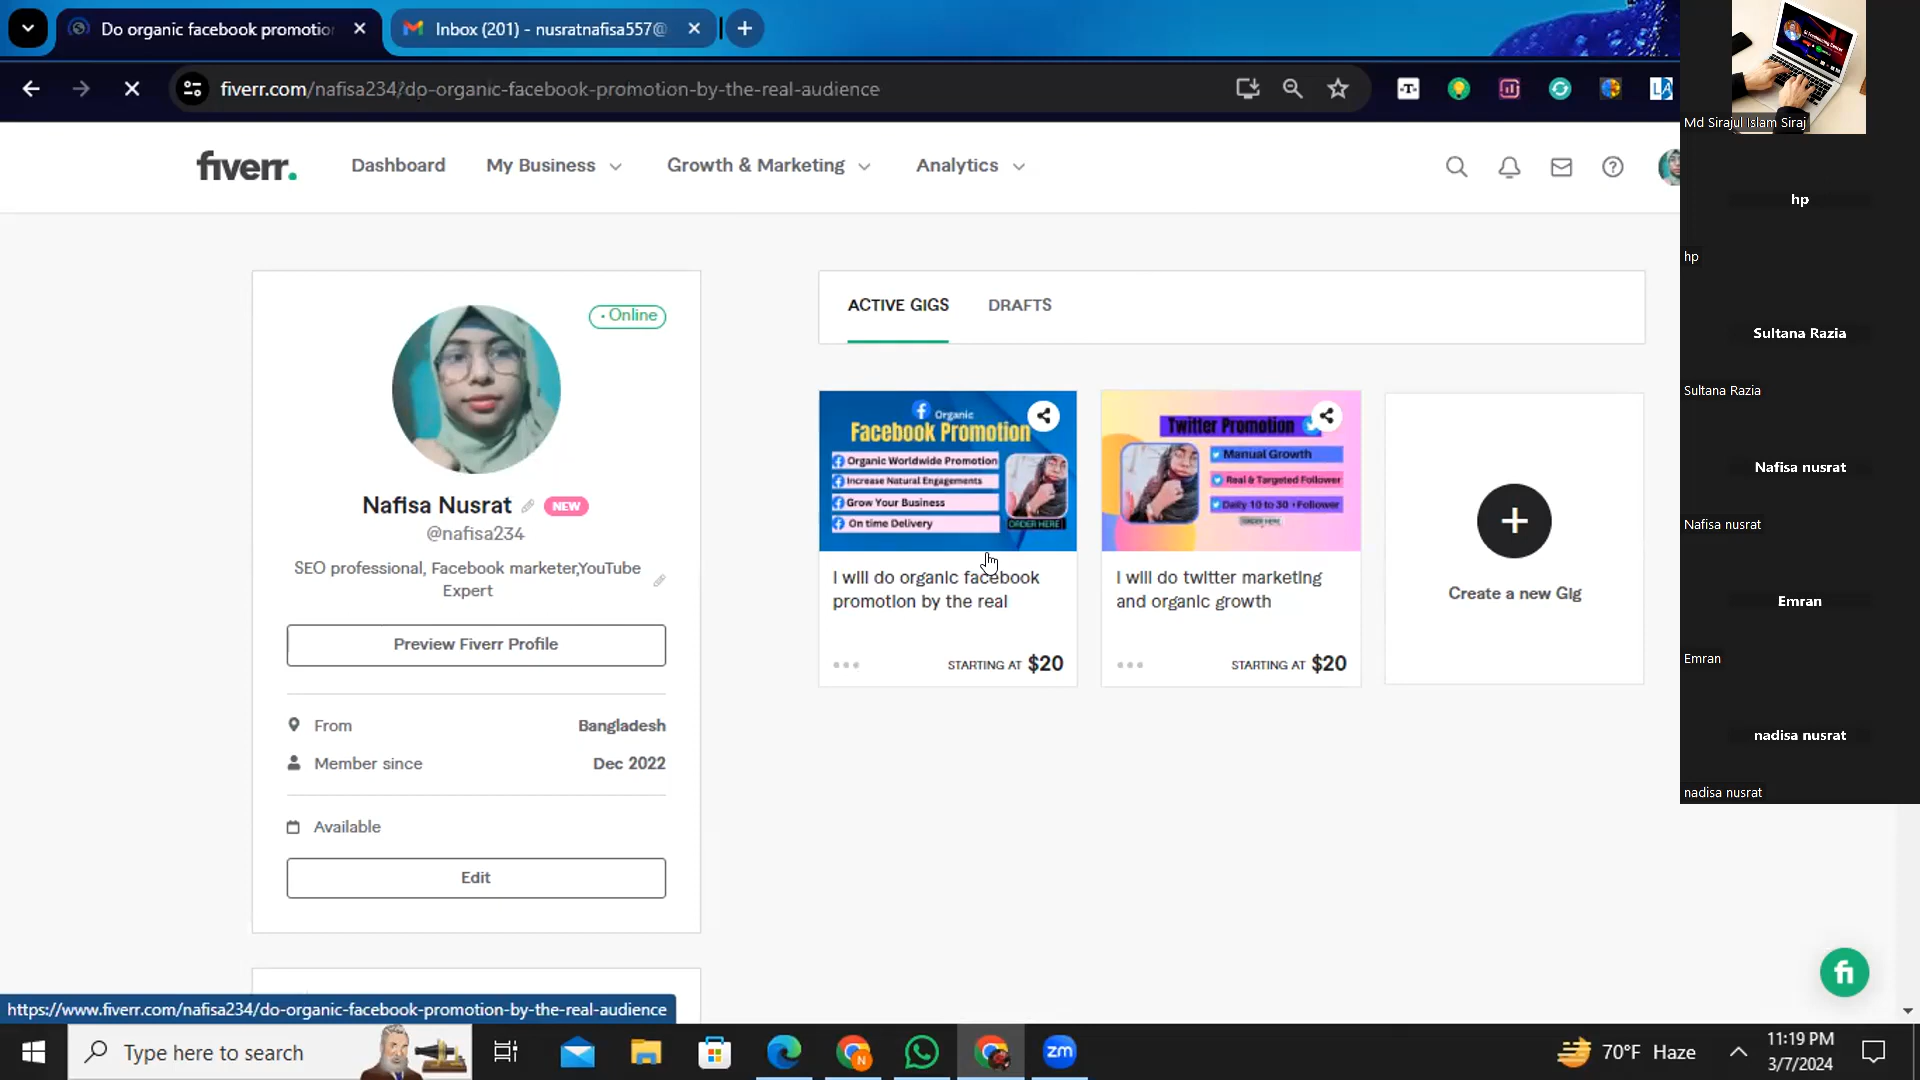 Do organic facebook promotio
Inbox (201) - nusratnafisa557@
fiverr.com/nafisa234/do-organic-facebook-promotion-by-the-real-audience
fiverr.
Dashboard
My Business
Growth & Marketing
Analytics
Online
Nafisa Nusrat
NEW
@nafisa234
SEO professional, Facebook marketer,YouTube
Expert
Preview Fiverr Profile
From
Bangladesh
Member since
Dec 2022
Available
Edit
ACTIVE GIGS
DRAFTS
Organic
Facebook Promotion
Organic Worldwide Promotion
Increase Natural Engagements
Grow Your Business
On time Delivery
ORDER HERE
I will do organic facebook
promotion by the real
STARTING AT $20
Twitter Promotion
Manual Growth
Real & Targeted Follower
Daily 10 to 30 + Follower
ORDER HERE
I will do twitter marketing
and organic growth
STARTING AT $20
Create a new Gig
fi
Md Sirajul Islam Siraj
hp
hp
Sultana Razia
Sultana Razia
Nafisa nusrat
Nafisa nusrat
Emran
Emran
nadisa nusrat
nadisa nusrat
https://www.fiverr.com/nafisa234/do-organic-facebook-promotion-by-the-real-audience
Type here to search
zm
70°F Haze
11:19 PM
3/7/2024